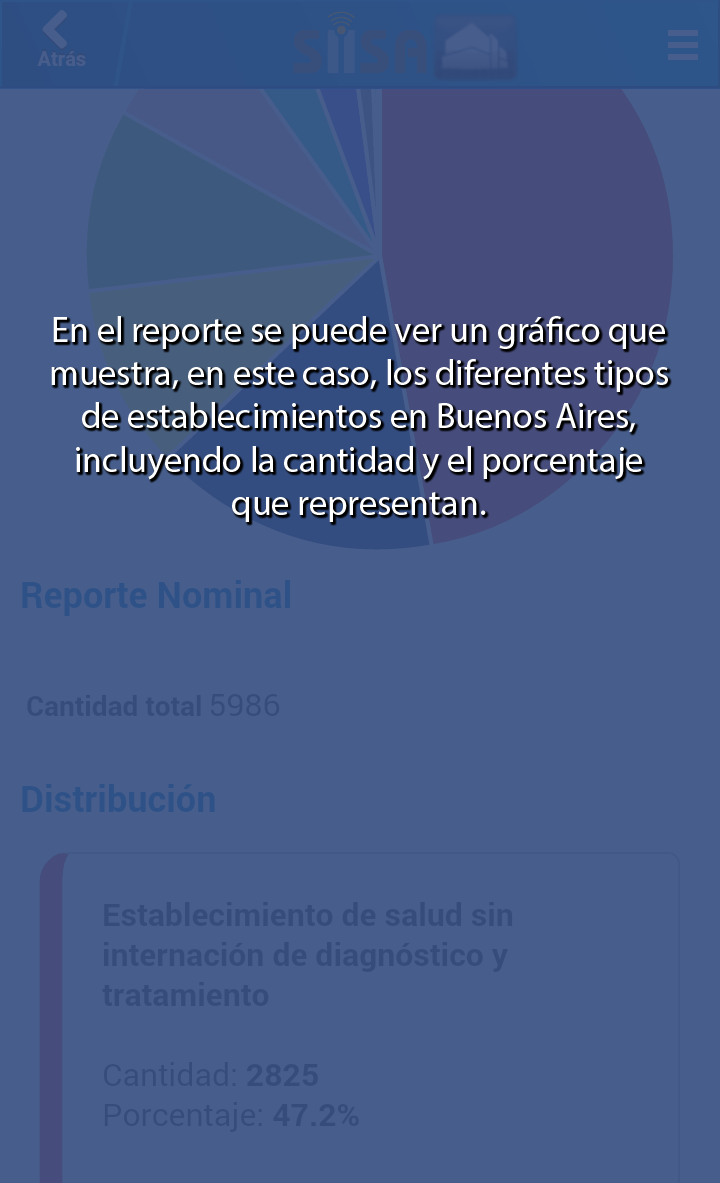 Atrás
SIISA
En el reporte se puede ver un gráfico que
muestra, en este caso, los diferentes tipos
de establecimientos en Buenos Aires,
incluyendo la cantidad y el porcentaje
que representan.
Reporte Nominal
Cantidad total 5986
Distribución
Establecimiento de salud sin
internación de diagnóstico y
tratamiento
Cantidad: 2825
Porcentaje: 47.2%